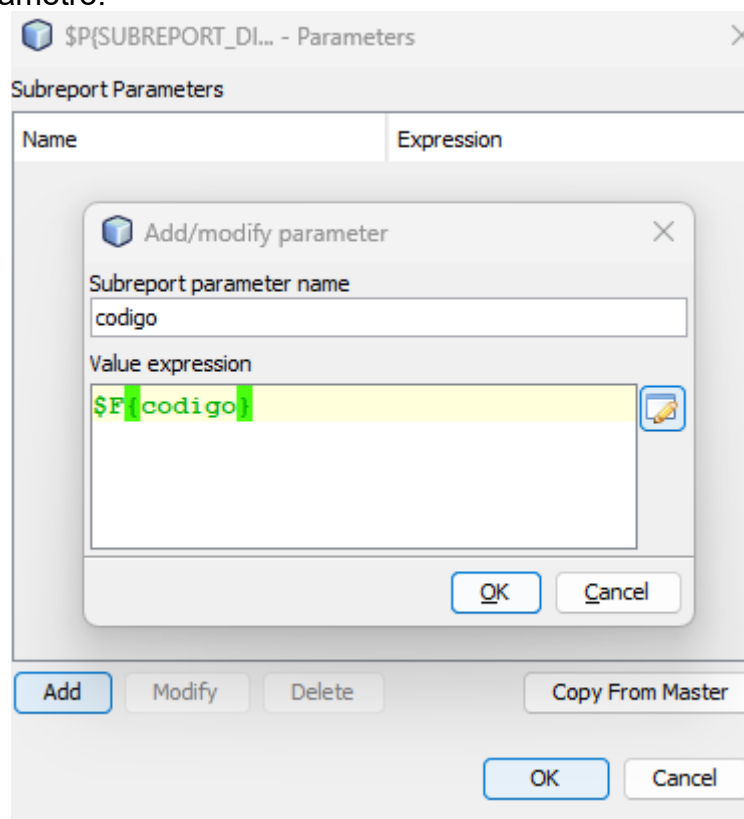 $P{SUBREPORT_DI... - Parameters
Subreport Parameters
Name Expression
Add/modify parameter
Subreport parameter name
codigo
Value expression
$F{codigo}
OK Cancel
Add Modify Delete Copy From Master
OK Cancel